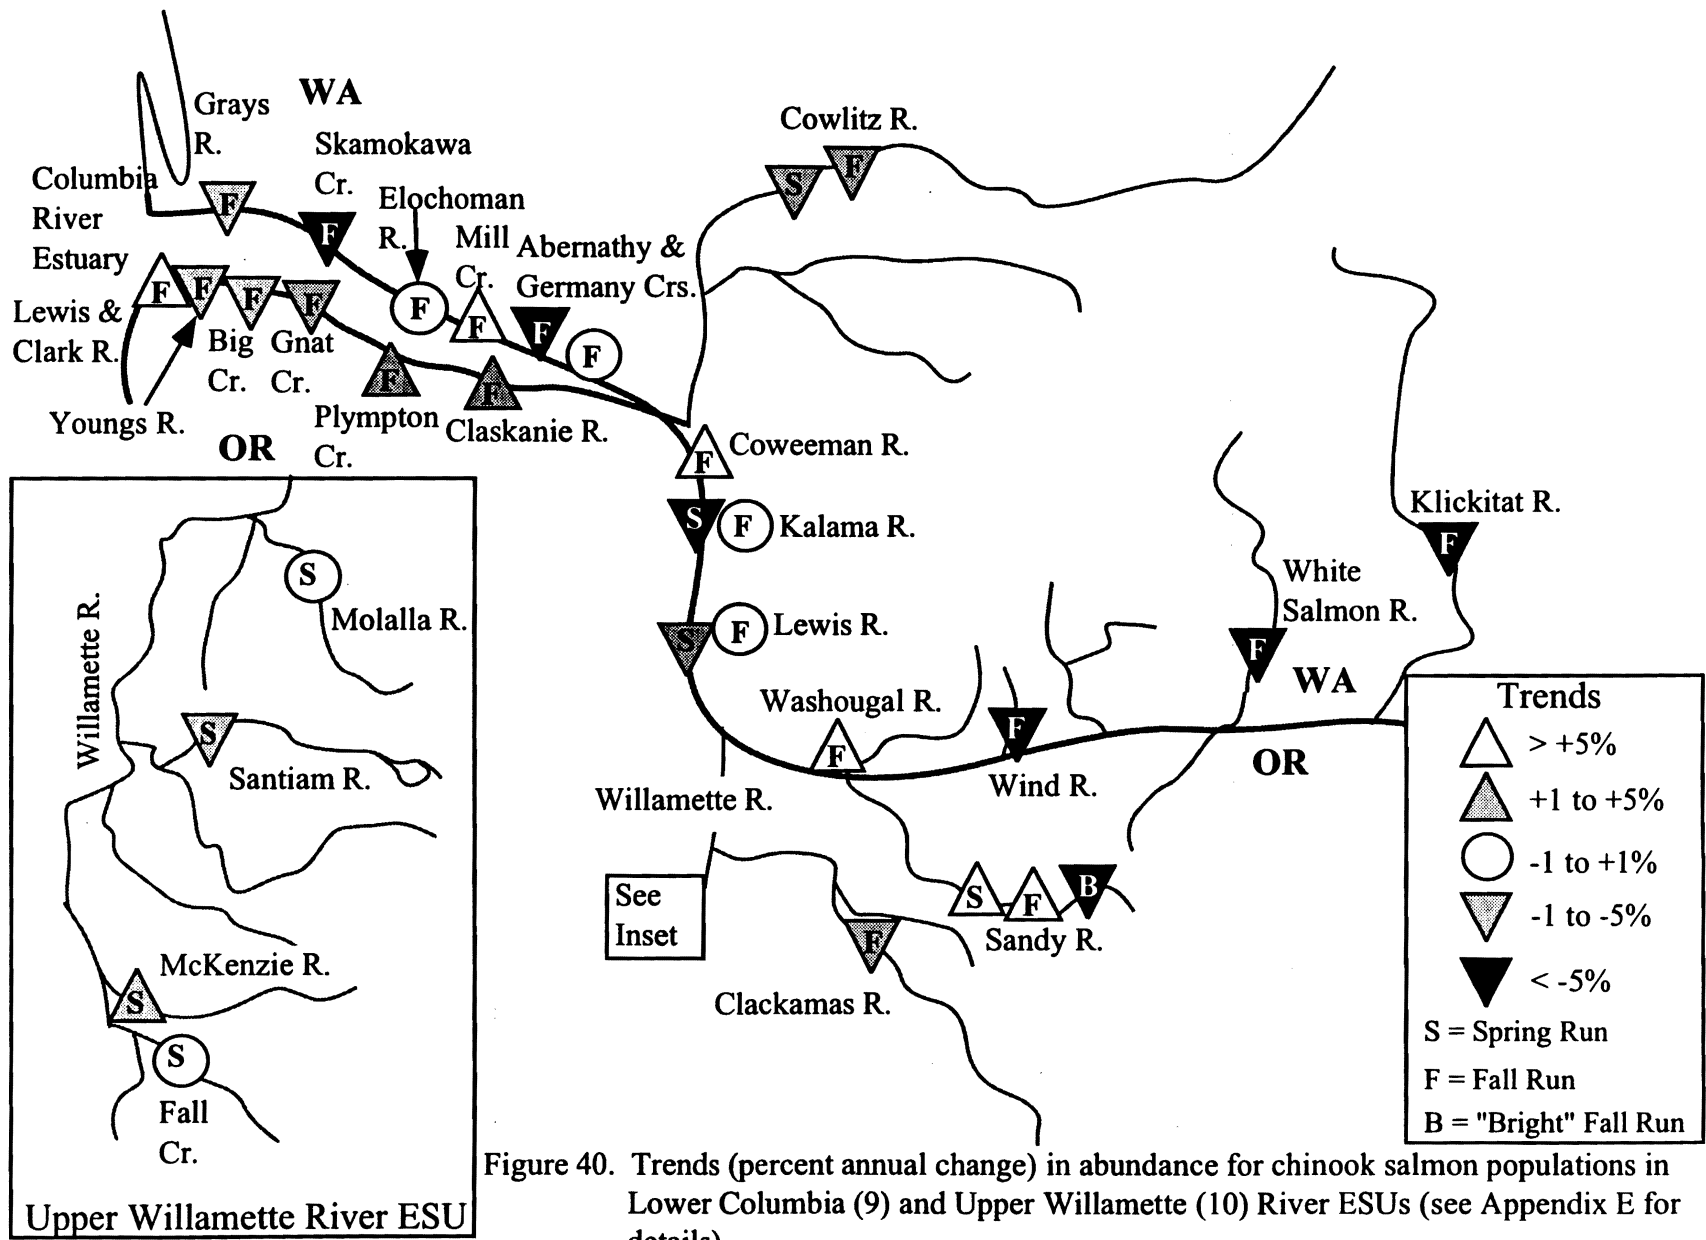 Grays
R.
WA
Skamokawa
Cr.
Columbia
River
Estuary
Elochoman
R.
Mill
Cr.
Abernathy &
Germany Crs.
Cowlitz R.
S
F
F
F
F
F
F
F
F
F
F
F
F
F
F
Lewis &
Clark R.
Big
Cr.
Gnat
Cr.
Youngs R.
Plympton
Cr.
Claskanie R.
OR
F
Coweeman R.
S
F
Kalama R.
S
F
Lewis R.
Klickitat R.
F
White
Salmon R.
F
WA
OR
Washougal R.
F
F
Wind R.
Willamette R.
See
Inset
S
F
B
Sandy R.
F
Clackamas R.
S
Molalla R.
Willamette R.
S
Santiam R.
McKenzie R.
S
S
Fall
Cr.
Upper Willamette River ESU
Trends
> +5%
+1 to +5%
-1 to +1%
-1 to -5%
< -5%
S = Spring Run
F = Fall Run
B = "Bright" Fall Run
Figure 40. Trends (percent annual change) in abundance for chinook salmon populations in
Lower Columbia (9) and Upper Willamette (10) River ESUs (see Appendix E for
details)